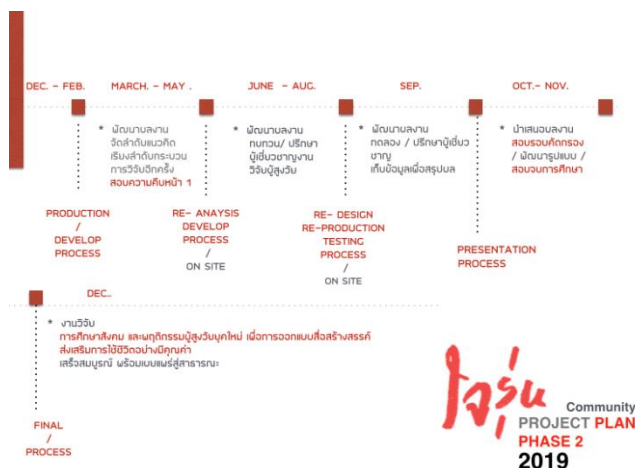 DEC. - FEB.
MARCH. - MAY .
JUNE - AUG.
SEP.
OCT.- NOV.
* พัฒนาผลงาน
จัดลำดับแนวคิด
เรียงลำดับกระบวน
การวิจัยอีกครั้ง
สอบความคืบหน้า 1
* พัฒนาผลงาน
ทบทวน/ ปรึกษา
ผู้เชี่ยวชาญงาน
วิจัยผู้สูงวัย
* พัฒนาผลงาน
ทดลอง / ปรึกษาผู้เชี่ยว
ชาญ
เก็บข้อมูลเพื่อสรุปผล
* นำเสนอผลงาน
สอบรอบคัดกรอง
/ พัฒนารูปแบบ /
สอบจบการศึกษา
PRODUCTION
/
DEVELOP
PROCESS
RE- ANAYSIS
DEVELOP
PROCESS
/
ON SITE
RE- DESIGN
RE-PRODUCTION
TESTING
PROCESS
/
ON SITE
PRESENTATION
PROCESS
DEC..
* งานวิจัย
การศึกษาสังคม และพฤติกรรมผู้สูงวัยยุคใหม่ เพื่อการออกแบบสื่อสร้างสรรค์
ส่งเสริมการใช้ชีวิตอย่างมีคุณค่า
เสร็จสมบูรณ์ พร้อมเผยแพร่สู่สาธารณะ
FINAL
/
PROCESS
วัยรุ่น
Community
PROJECT PLAN
PHASE 2
2019